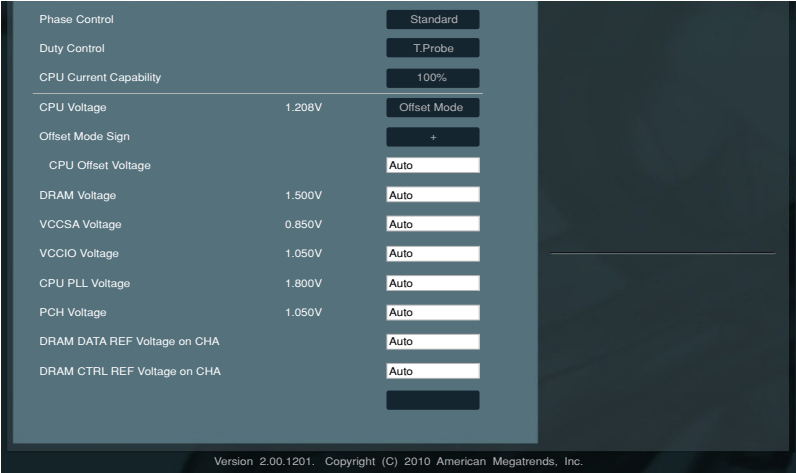 Phase Control Standard
Duty Control T.Probe
CPU Current Capability 100%
CPU Voltage 1.208V Offset Mode
Offset Mode Sign +
CPU Offset Voltage Auto
DRAM Voltage 1.500V Auto
VCCSA Voltage 0.850V Auto
VCCIO Voltage 1.050V Auto
CPU PLL Voltage 1.800V Auto
PCH Voltage 1.050V Auto
DRAM DATA REF Voltage on CHA Auto
DRAM CTRL REF Voltage on CHA Auto
Version 2.00.1201. Copyright (C) 2010 American Megatrends, Inc.